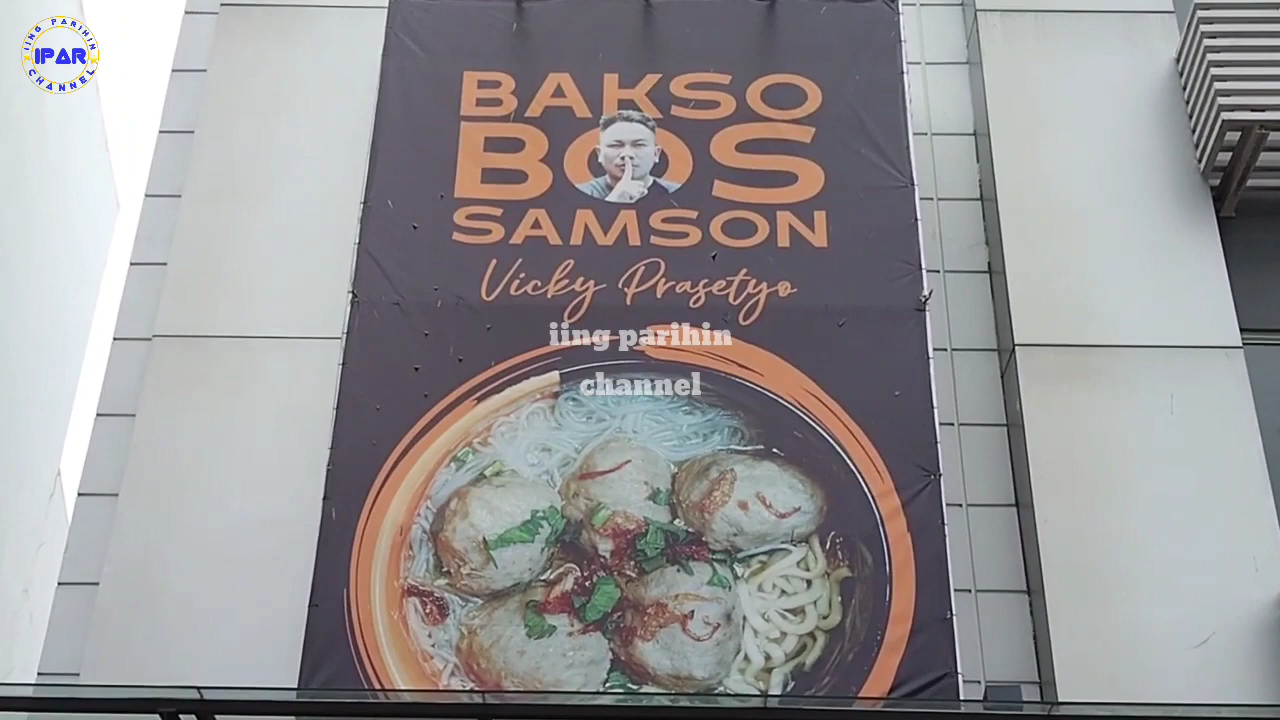 IING PARIHIN
IPAR
CHANNEL
BAKSO
BOS
SAMSON
Vicky Prasetyo
iing parihin
channel